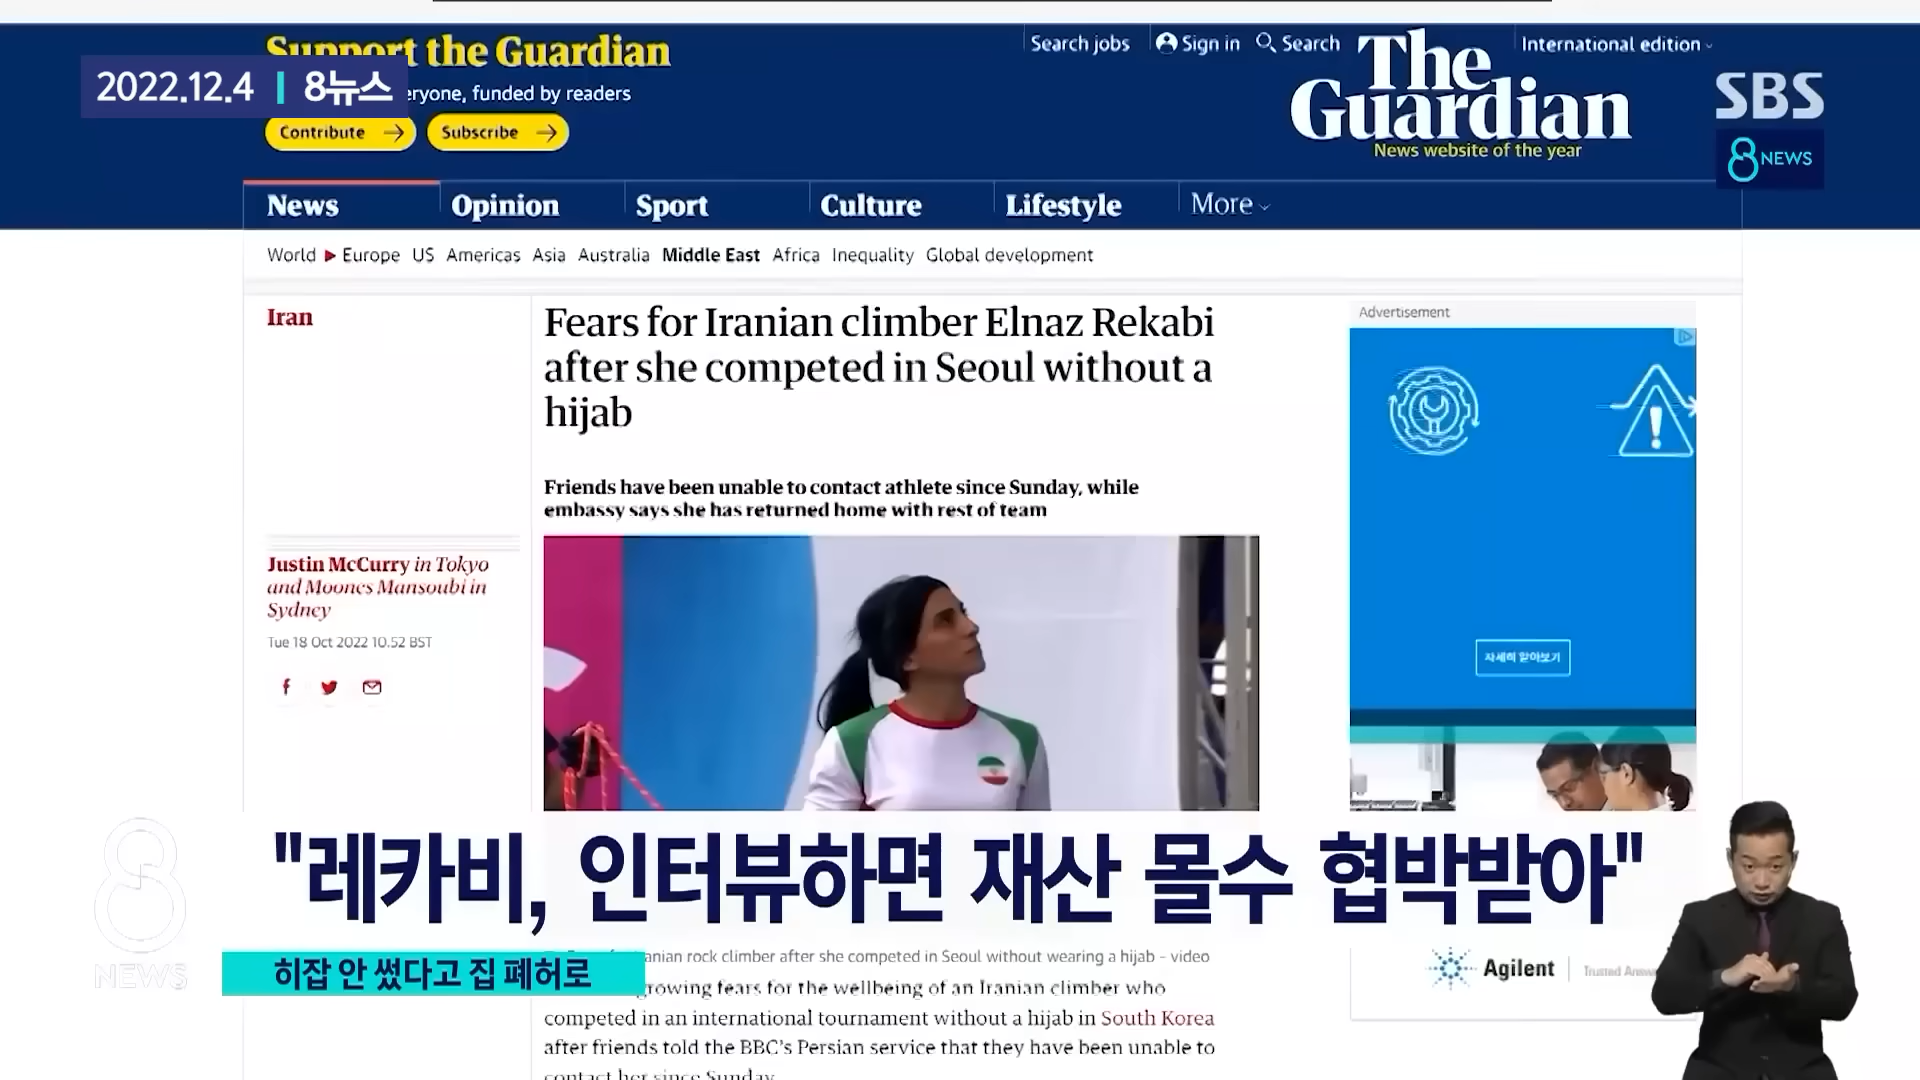 Support the Guardian
eryone, funded by readers
Contribute
Subscribe
2022.12.4 | 8뉴스
Search jobs
Sign in
Search
International edition
The
Guardian
News website of the year
SBS
8 NEWS
News
Opinion
Sport
Culture
Lifestyle
More
World
Europe
US
Americas
Asia
Australia
Middle East
Africa
Inequality
Global development
Iran
Fears for Iranian climber Elnaz Rekabi
after she competed in Seoul without a
hijab
Friends have been unable to contact athlete since Sunday, while
embassy says she has returned home with rest of team
Justin McCurry in Tokyo
and Moones Mansoubi in
Sydney
Tue 18 Oct 2022 10.52 BST
Advertisement
자세히 알아보기
"레카비, 인터뷰하면 재산 몰수 협박받아"
8
NEWS
히잡 안 썼다고 집 폐허로
anian rock climber after she competed in Seoul without wearing a hijab – video
growing fears for the wellbeing of an Iranian climber who
competed in an international tournament without a hijab in South Korea
after friends told the BBC's Persian service that they have been unable to
contact her since Sunday.
Agilent
Trusted